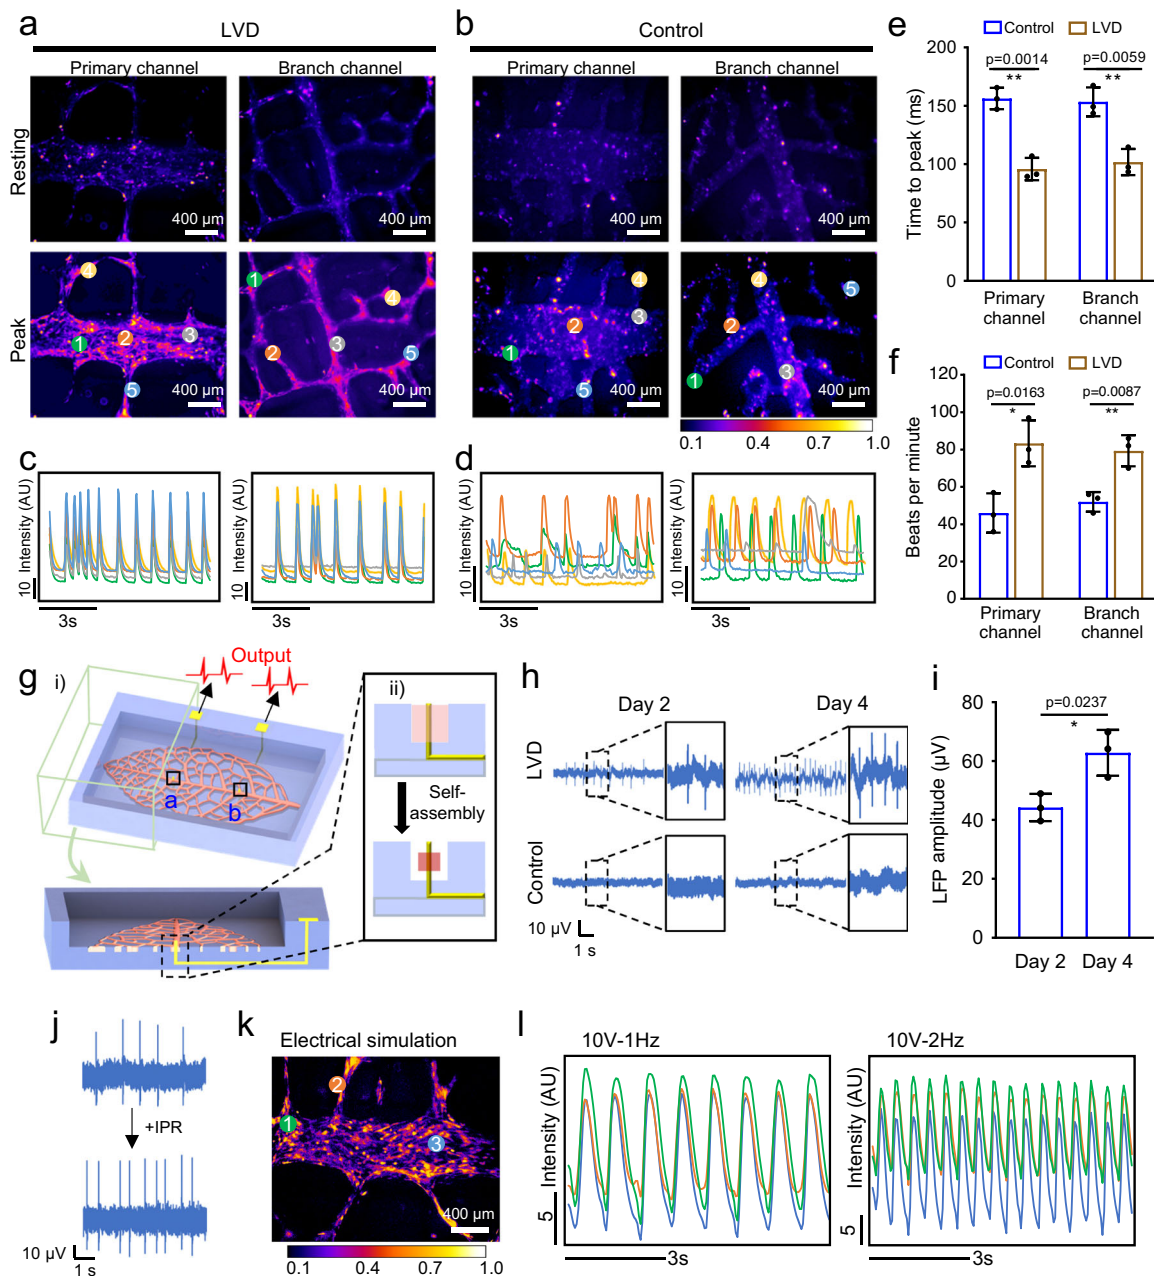 a
LVD
Primary channel
Branch channel
Resting
400 µm
400 µm
Peak
1
2
3
4
5
400 µm
1
2
3
4
5
400 µm
b
Control
Primary channel
Branch channel
400 µm
400 µm
1
2
3
4
5
400 µm
1
2
3
4
5
400 µm
0.1 0.4 0.7 1.0
c
Intensity (AU)
10
3s
Intensity (AU)
10
3s
d
Intensity (AU)
10
3s
Intensity (AU)
10
3s
e
Control LVD
p=0.0014
**
p=0.0059
**
Time to peak (ms)
200
150
100
50
0
Primary channel
Branch channel
f
Control LVD
p=0.0163
*
p=0.0087
**
Beats per minute
120
100
80
60
40
20
0
Primary channel
Branch channel
g
i)
Output
a
b
ii)
Self-
assembly
h
Day 2
Day 4
LVD
Control
10 µV
1 s
i
p=0.0237
*
LFP amplitude (µV)
80
60
40
20
0
Day 2 Day 4
j
+IPR
10 µV
1 s
k
Electrical simulation
1
2
3
400 µm
0.1 0.4 0.7 1.0
l
10V-1Hz
Intensity (AU)
5
3s
10V-2Hz
Intensity (AU)
5
3s